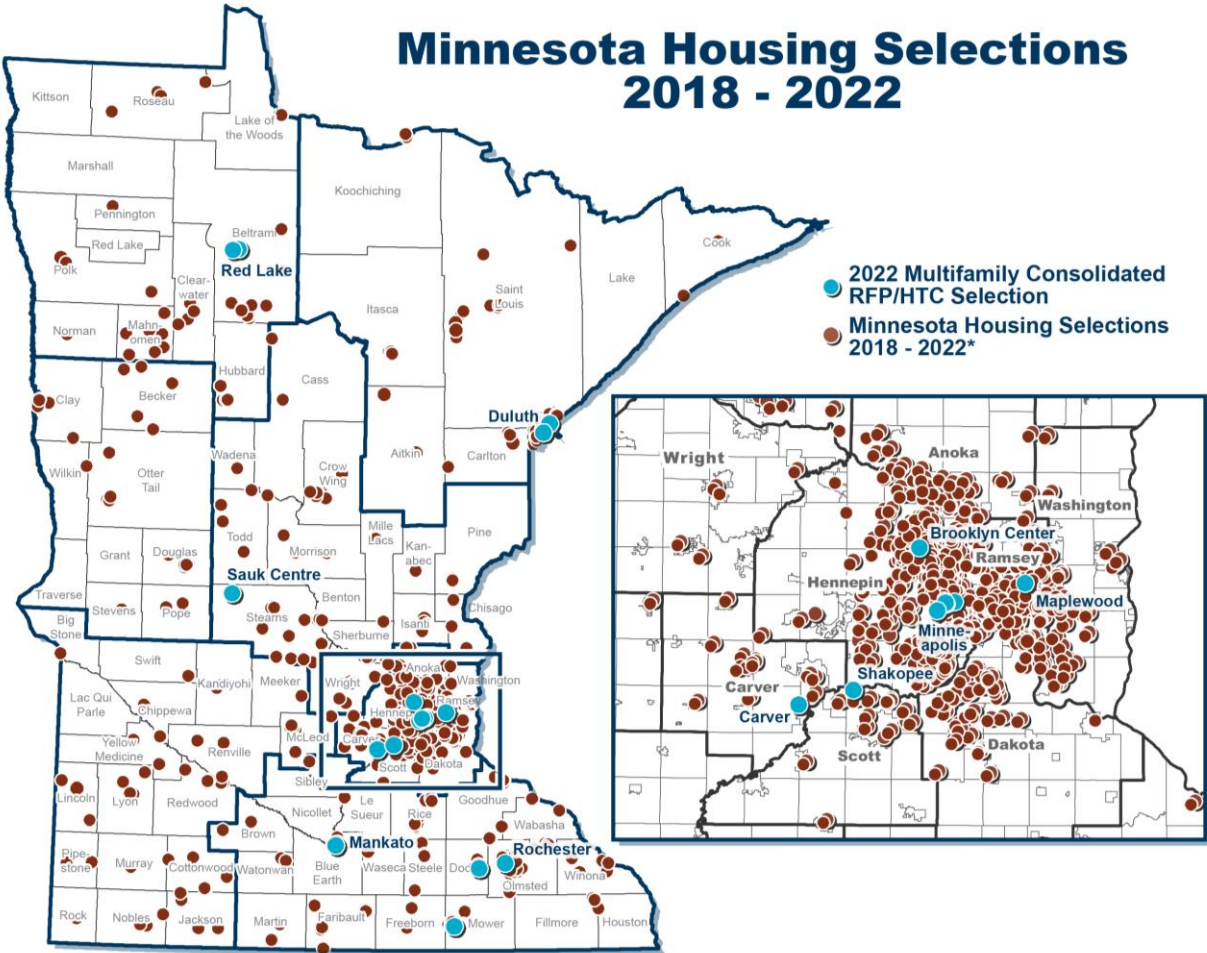 Minnesota Housing Selections
2018 - 2022
Kittson
Roseau
Lake of
the Woods
Marshall
Koochiching
Pennington
Red Lake
Beltrami
Red Lake
Polk
Clear-
water
Cook
Lake
Saint
Louis
Itasca
Norman
Mahn-
omen
Hubbard
Cass
Clay
Becker
Duluth
Wadena
Aitkin
Carlton
Wilkin
Otter
Tail
Crow
Wing
Mille
Lacs
Kan-
abec
Pine
Todd
Morrison
Grant
Douglas
Sauk Centre
Benton
Traverse
Stevens
Pope
Stearns
Isanti
Chisago
Big
Stone
Sherburne
Swift
Kandiyohi
Meeker
Wright
Anoka
Washington
Lac Qui
Parle
Chippewa
Hennep
Ramse
McLeod
Carver
Yellow
Medicine
Renville
Scott
Dakota
Sibley
Lincoln
Lyon
Redwood
Nicollet
Le
Sueur
Rice
Goodhue
Wabasha
Brown
Mankato
Rochester
Pipe-
stone
Murray
Cottonwood
Watonwan
Blue
Earth
Waseca
Steele
Dod
Olmsted
Winona
Rock
Nobles
Jackson
Martin
Faribault
Freeborn
Mower
Fillmore
Houston
2022 Multifamily Consolidated
RFP/HTC Selection
Minnesota Housing Selections
2018 - 2022*
Wright
Anoka
Washington
Brooklyn Center
Ramsey
Hennepin
Maplewood
Minne-
apolis
Shakopee
Carver
Carver
Scott
Dakota